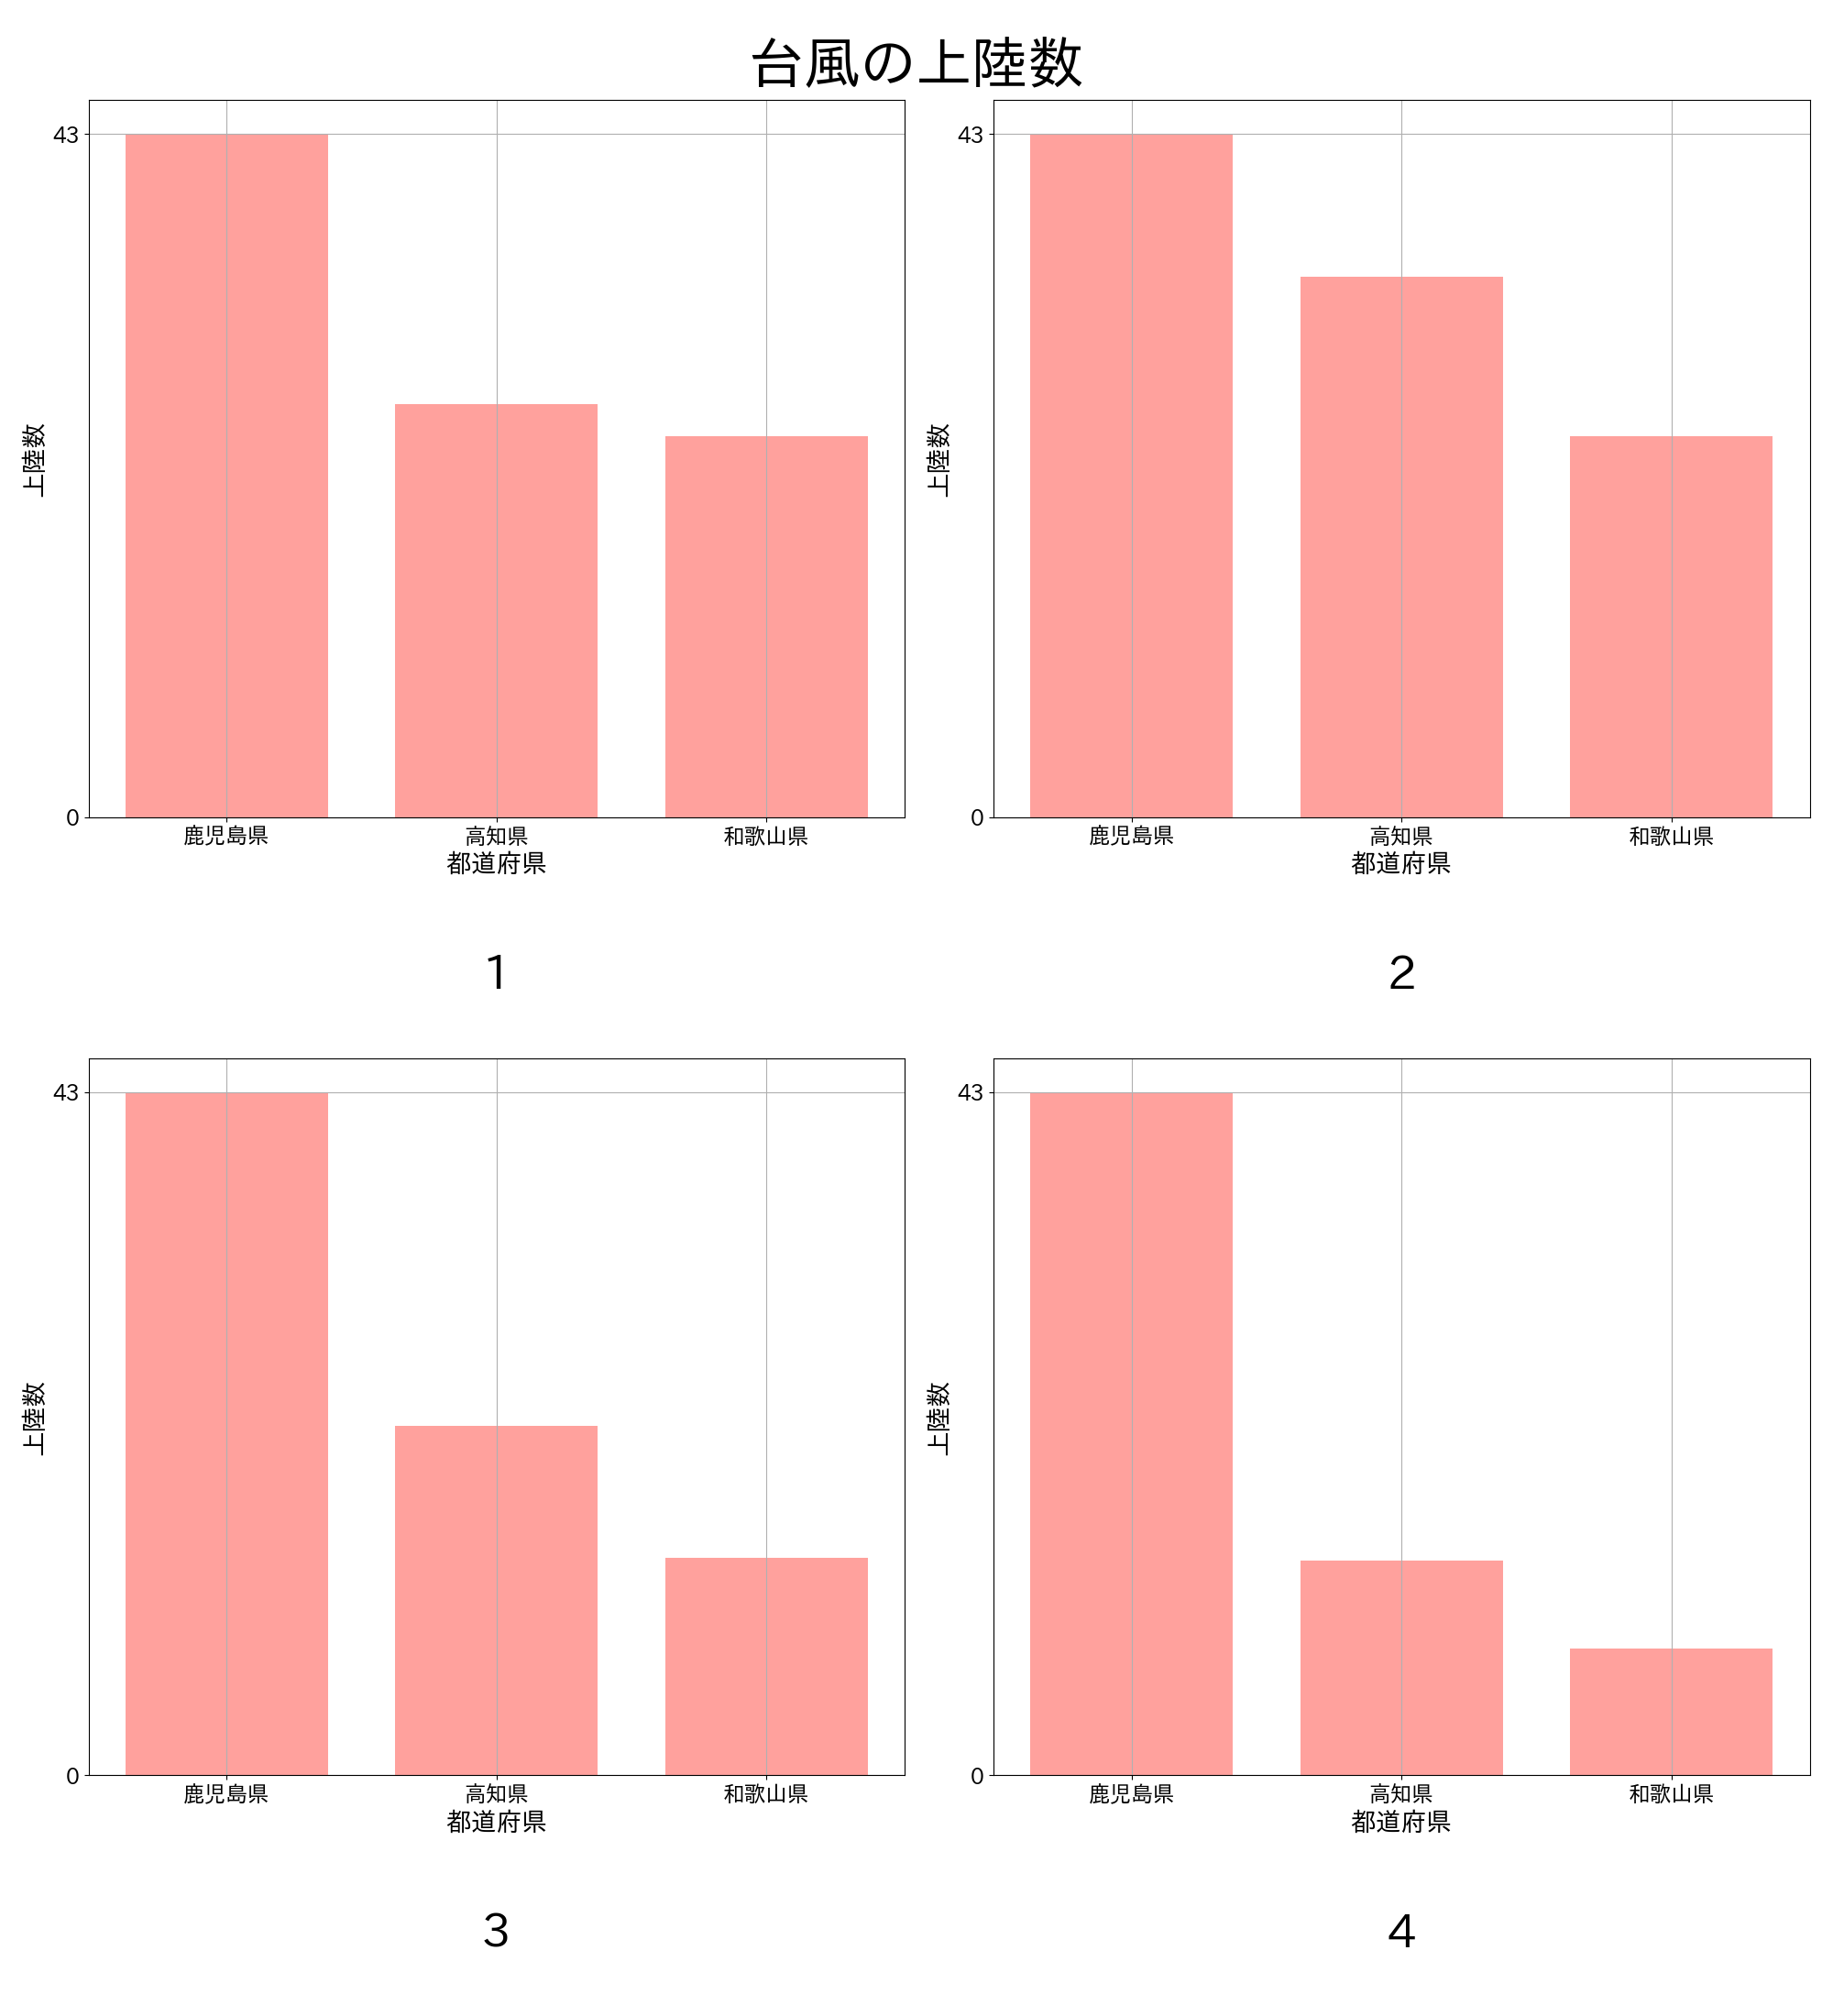 台風の上陸数
43
0
上陸数
鹿児島県 高知県 和歌山県
都道府県
1
43
0
上陸数
鹿児島県 高知県 和歌山県
都道府県
2
43
0
上陸数
鹿児島県 高知県 和歌山県
都道府県
3
43
0
上陸数
鹿児島県 高知県 和歌山県
都道府県
4